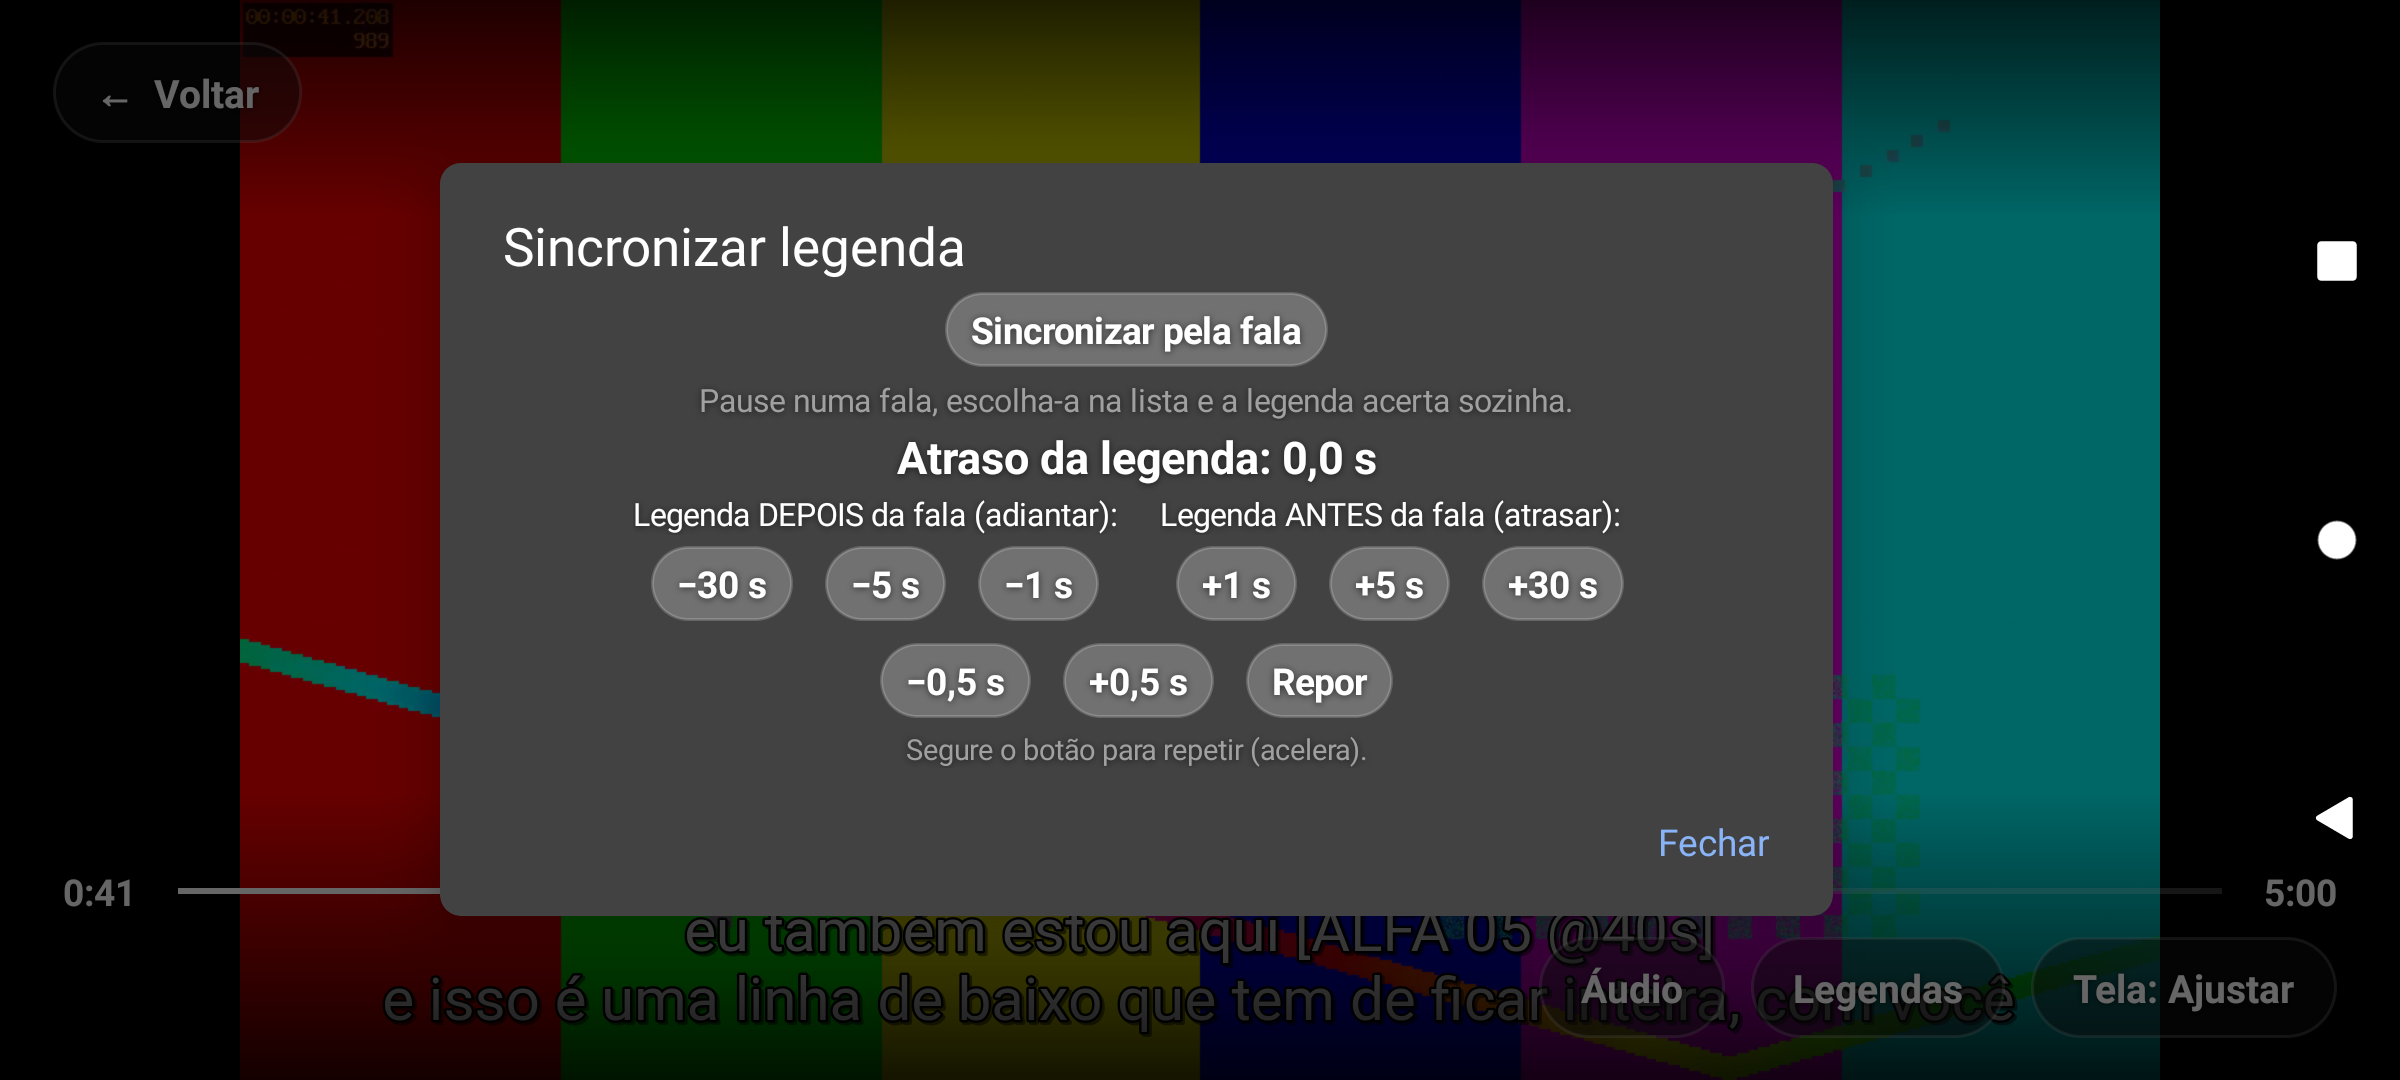 00:00:41.208
989
← Voltar
Sincronizar legenda
Sincronizar pela fala
Pause numa fala, escolha-a na lista e a legenda acerta sozinha.
Atraso da legenda: 0,0 s
Legenda DEPOIS da fala (adiantar): Legenda ANTES da fala (atrasar):
−30 s −5 s −1 s +1 s +5 s +30 s
−0,5 s +0,5 s Repor
Segure o botão para repetir (acelera).
Fechar
0:41 5:00
eu também estou aqui [ALFA 05 @40s]
e isso é uma linha de baixo que tem de ficar inteira, com você
Áudio Legendas Tela: Ajustar